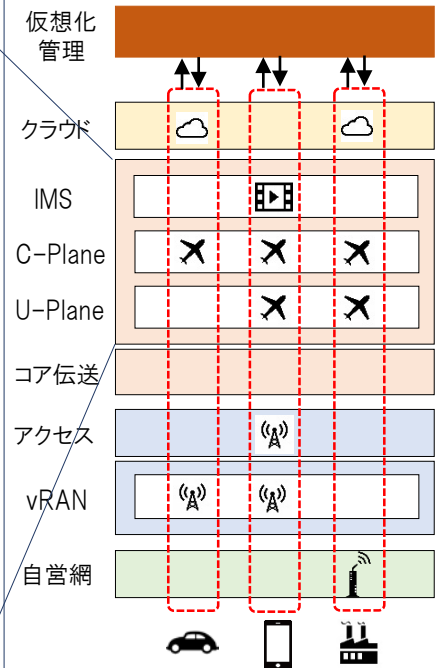 仮想化
管理
クラウド
IMS
C-Plane
U-Plane
コア伝送
アクセス
vRAN
自営網